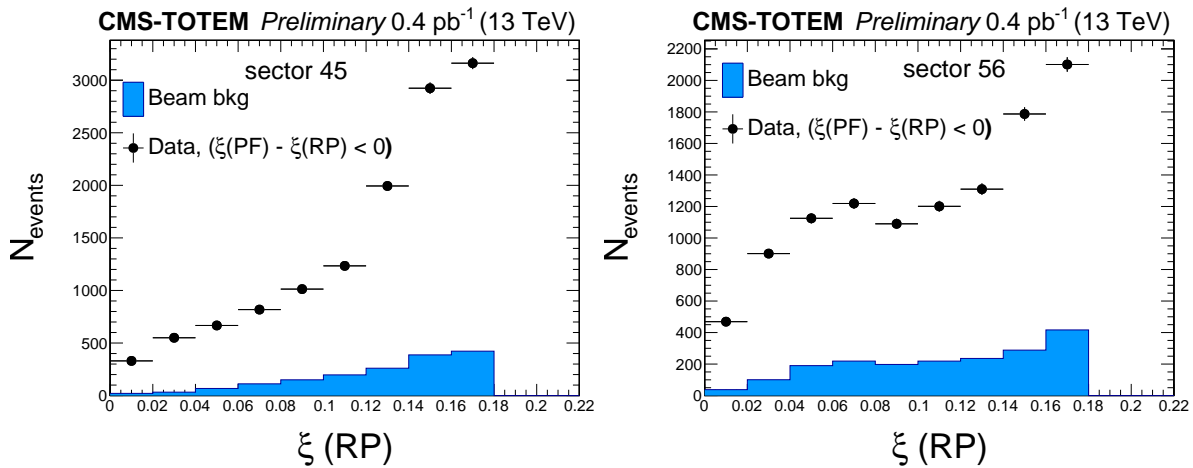 CMS-TOTEM Preliminary 0.4 pb⁻¹ (13 TeV)
sector 45
Beam bkg
Data, (ξ(PF) - ξ(RP) < 0)
N_events
3000
2500
2000
1500
1000
500
0
0 0.02 0.04 0.06 0.08 0.1 0.12 0.14 0.16 0.18 0.2 0.22
ξ (RP)
CMS-TOTEM Preliminary 0.4 pb⁻¹ (13 TeV)
sector 56
Beam bkg
Data, (ξ(PF) - ξ(RP) < 0)
N_events
2200
2000
1800
1600
1400
1200
1000
800
600
400
200
0
0 0.02 0.04 0.06 0.08 0.1 0.12 0.14 0.16 0.18 0.2 0.22
ξ (RP)